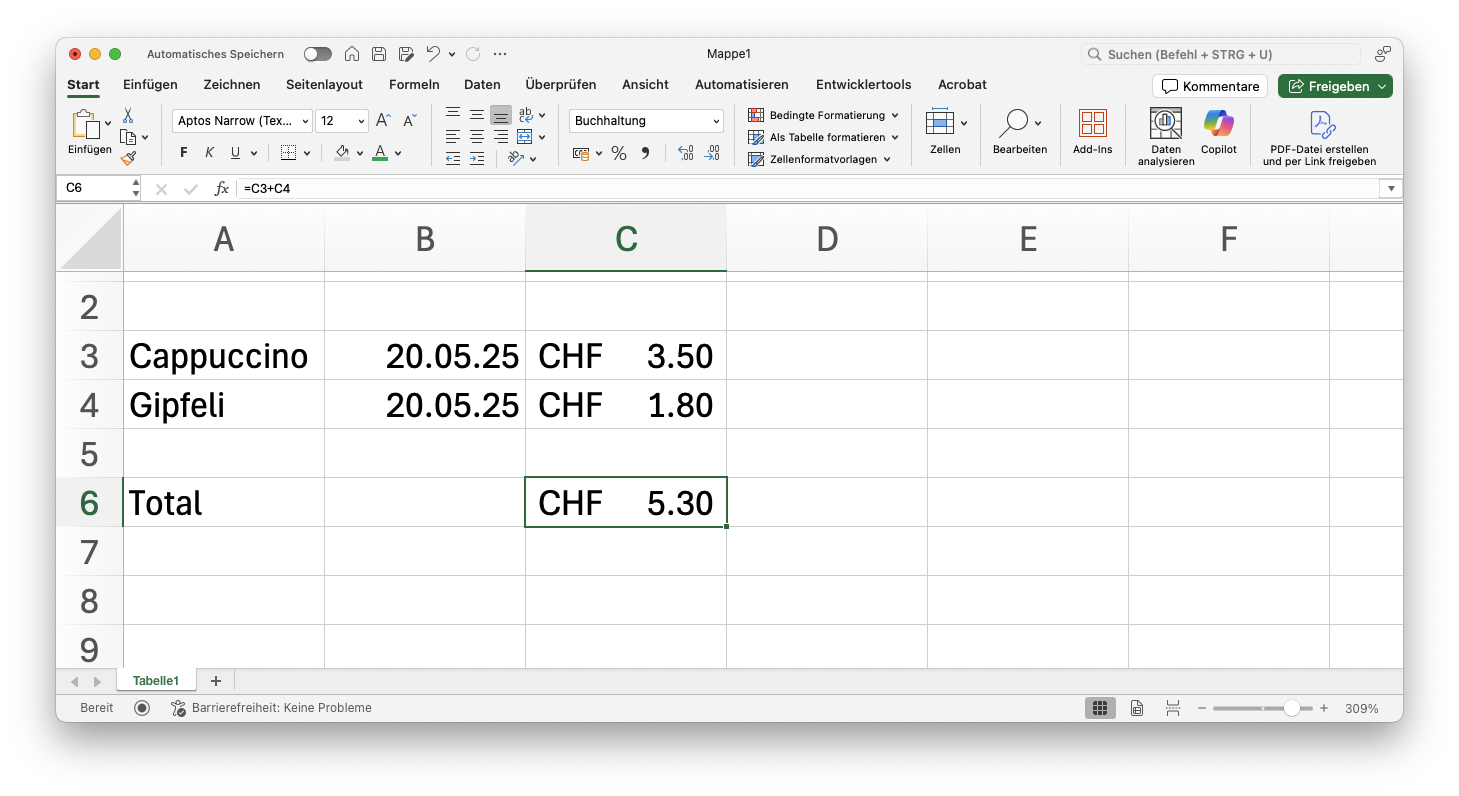 Automatisches Speichern Mappe1 Suchen (Befehl + STRG + U)
Start Einfügen Zeichnen Seitenlayout Formeln Daten Überprüfen Ansicht Automatisieren Entwicklertools Acrobat Kommentare Freigeben
Einfügen
Aptos Narrow (Tex... 12 A A
F K U A
ab
Buchhaltung
% ,00 ,0
Bedingte Formatierung
Als Tabelle formatieren
Zellenformatvorlagen
Zellen
Bearbeiten
Add-Ins
Daten
analysieren
Copilot
PDF-Datei erstellen
und per Link freigeben
C6 fx =C3+C4
A B C D E F
2
3 Cappuccino 20.05.25 CHF 3.50
4 Gipfeli 20.05.25 CHF 1.80
5
6 Total CHF 5.30
7
8
9
Tabelle1 +
Bereit Barrierefreiheit: Keine Probleme − + 309%